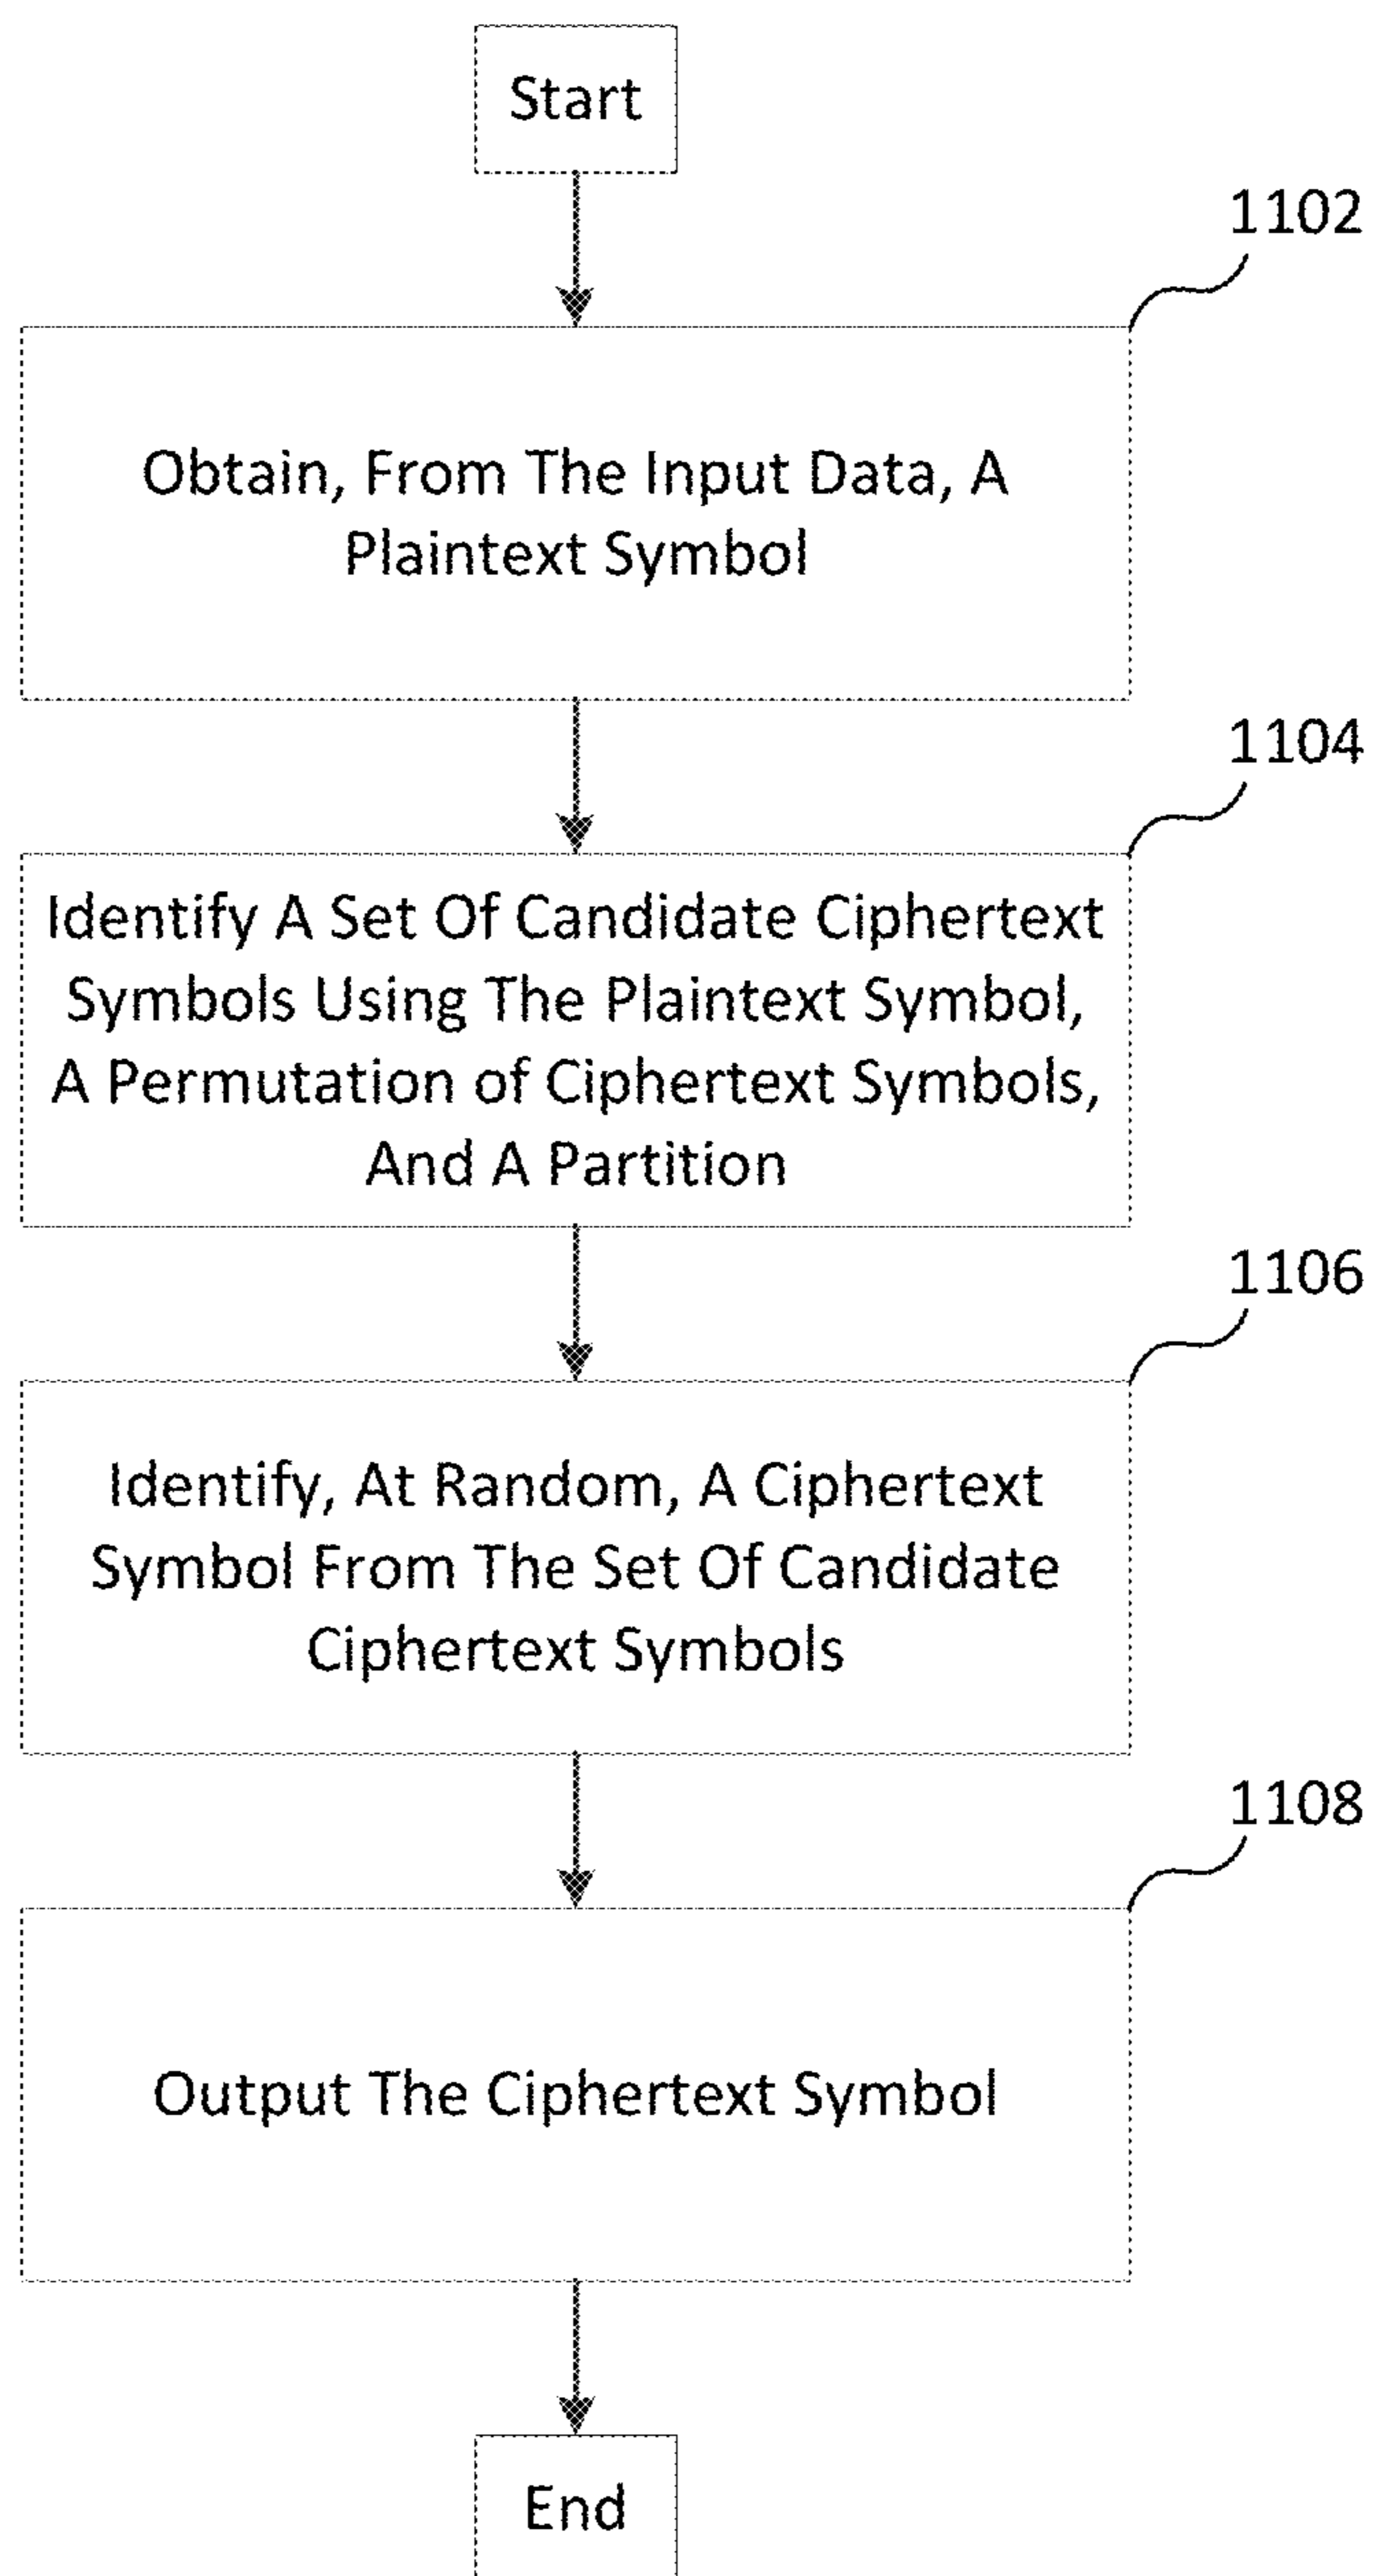 Start
1102
Obtain, From The Input Data, A
Plaintext Symbol
1104
Identify A Set Of Candidate Ciphertext
Symbols Using The Plaintext Symbol,
A Permutation of Ciphertext Symbols,
And A Partition
1106
Identify, At Random, A Ciphertext
Symbol From The Set Of Candidate
Ciphertext Symbols
1108
Output The Ciphertext Symbol
End